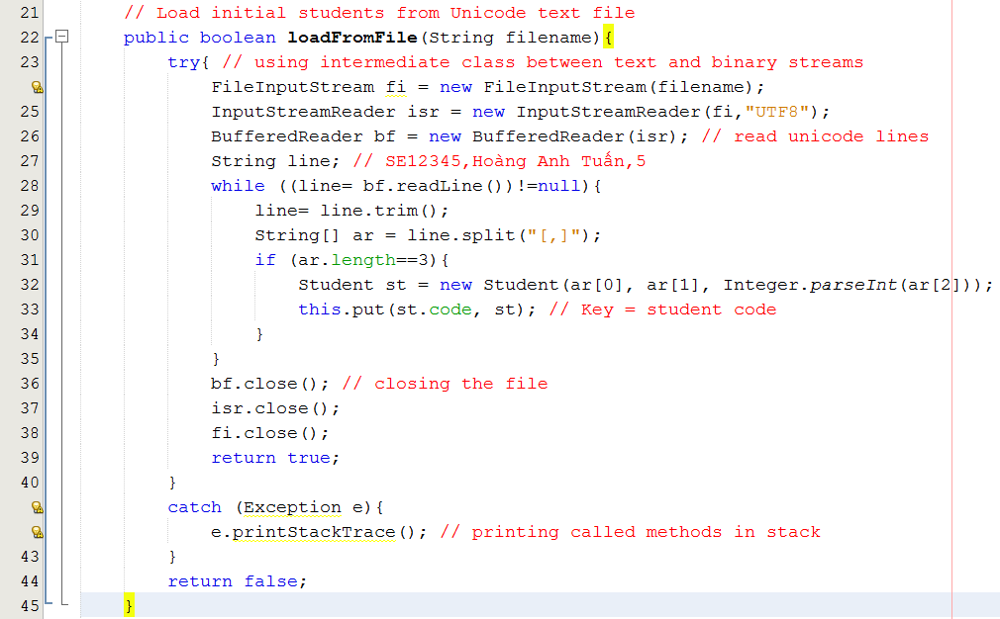 21 // Load initial students from Unicode text file
22 public boolean loadFromFile(String filename){
23 try{ // using intermediate class between text and binary streams
FileInputStream fi = new FileInputStream(filename);
25 InputStreamReader isr = new InputStreamReader(fi,"UTF8");
26 BufferedReader bf = new BufferedReader(isr); // read unicode lines
27 String line; // SE12345,Hoàng Anh Tuấn,5
28 while ((line= bf.readLine())!=null){
29 line= line.trim();
30 String[] ar = line.split("[,]");
31 if (ar.length==3){
32 Student st = new Student(ar[0], ar[1], Integer.parseInt(ar[2]));
33 this.put(st.code, st); // Key = student code
34 }
35 }
36 bf.close(); // closing the file
37 isr.close();
38 fi.close();
39 return true;
40 }
catch (Exception e){
e.printStackTrace(); // printing called methods in stack
43 }
44 return false;
45 }